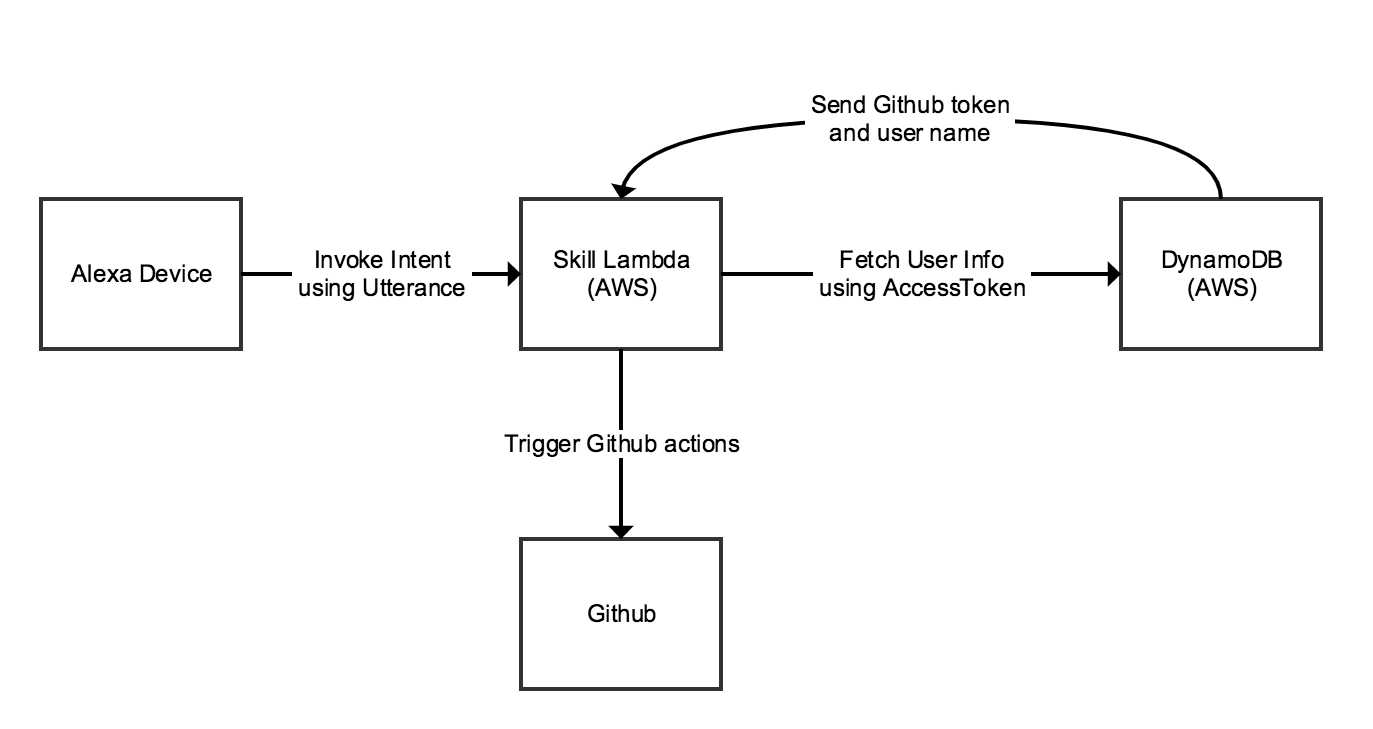 Send Github token
and user name
Alexa Device
Invoke Intent
using Utterance
Skill Lambda
(AWS)
Fetch User Info
using AccessToken
DynamoDB
(AWS)
Trigger Github actions
Github